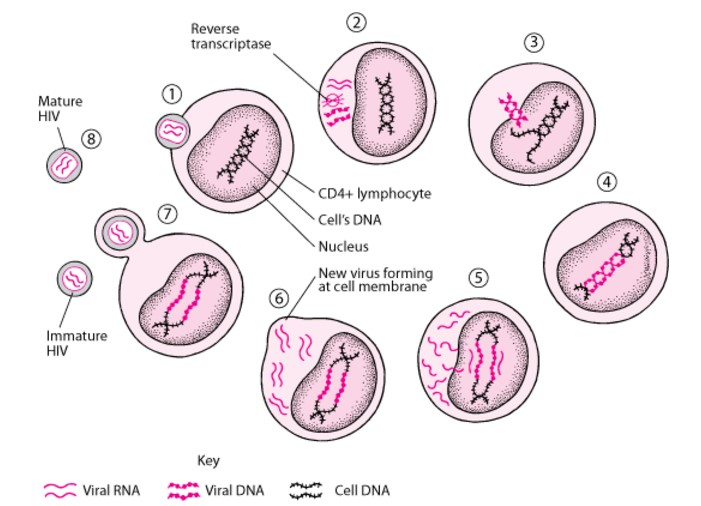 Reverse
transcriptase
②
③
Mature
HIV
①
⑧
CD4+ lymphocyte
Cell's DNA
Nucleus
④
⑦
New virus forming
at cell membrane
⑤
⑥
Immature
HIV
Key
Viral RNA
Viral DNA
Cell DNA